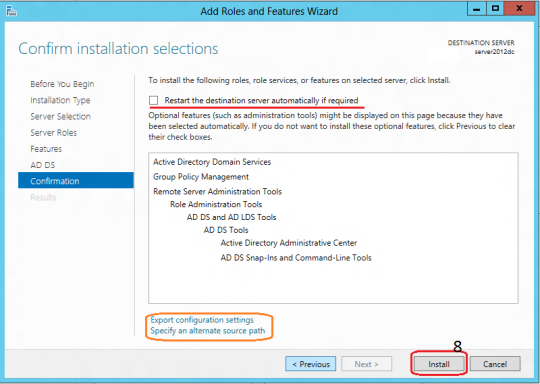 Add Roles and Features Wizard
Confirm installation selections
DESTINATION SERVER
server2012dc
Before You Begin
Installation Type
Server Selection
Server Roles
Features
AD DS
Confirmation
Results
To install the following roles, role services, or features on selected server, click Install.
Restart the destination server automatically if required
Optional features (such as administration tools) might be displayed on this page because they have
been selected automatically. If you do not want to install these optional features, click Previous to clear
their check boxes.
Active Directory Domain Services
Group Policy Management
Remote Server Administration Tools
Role Administration Tools
AD DS and AD LDS Tools
AD DS Tools
Active Directory Administrative Center
AD DS Snap-Ins and Command-Line Tools
Export configuration settings
Specify an alternate source path
8
< Previous
Next >
Install
Cancel